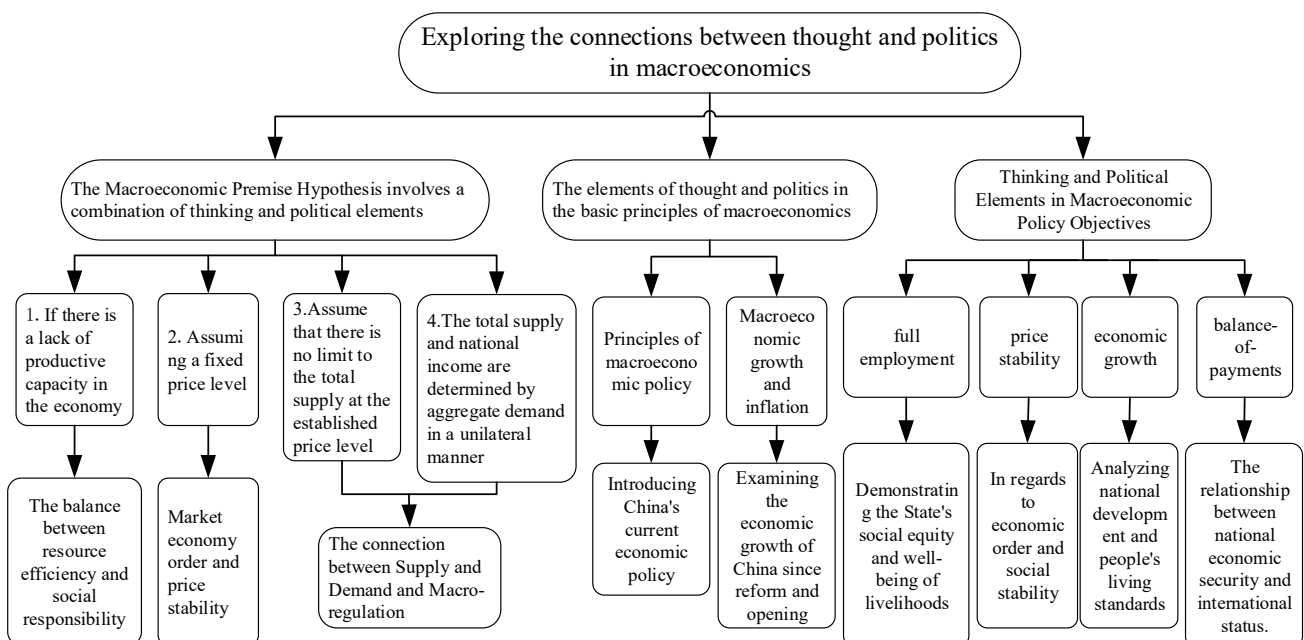 Exploring the connections between thought and politics
in macroeconomics
The Macroeconomic Premise Hypothesis involves a
combination of thinking and political elements
The elements of thought and politics in
the basic principles of macroeconomics
Thinking and Political
Elements in Macroeconomic
Policy Objectives
1. If there is
a lack of
productive
capacity in
the economy
2. Assumi
ng a fixed
price level
3.Assume
that there is
no limit to
the total
supply at the
established
price level
4.The total supply
and national
income are
determined by
aggregate demand
in a unilateral
manner
Principles of
macroecono
mic policy
Macroeco
nomic
growth
and
inflation
full
employment
price
stability
economic
growth
balance-
of-
payments
The balance
between
resource
efficiency and
social
responsibility
Market
economy
order and
price
stability
The connection
between Supply and
Demand and Macro-
regulation
Introducing
China's
current
economic
policy
Examining
the
economic
growth of
China since
reform and
opening
Demonstratin
g the State's
social equity
and well-
being of
livelihoods
In regards
to
economic
order and
social
stability
Analyzing
national
developm
ent and
people's
living
standards
The
relationship
between
national
economic
security and
international
status.